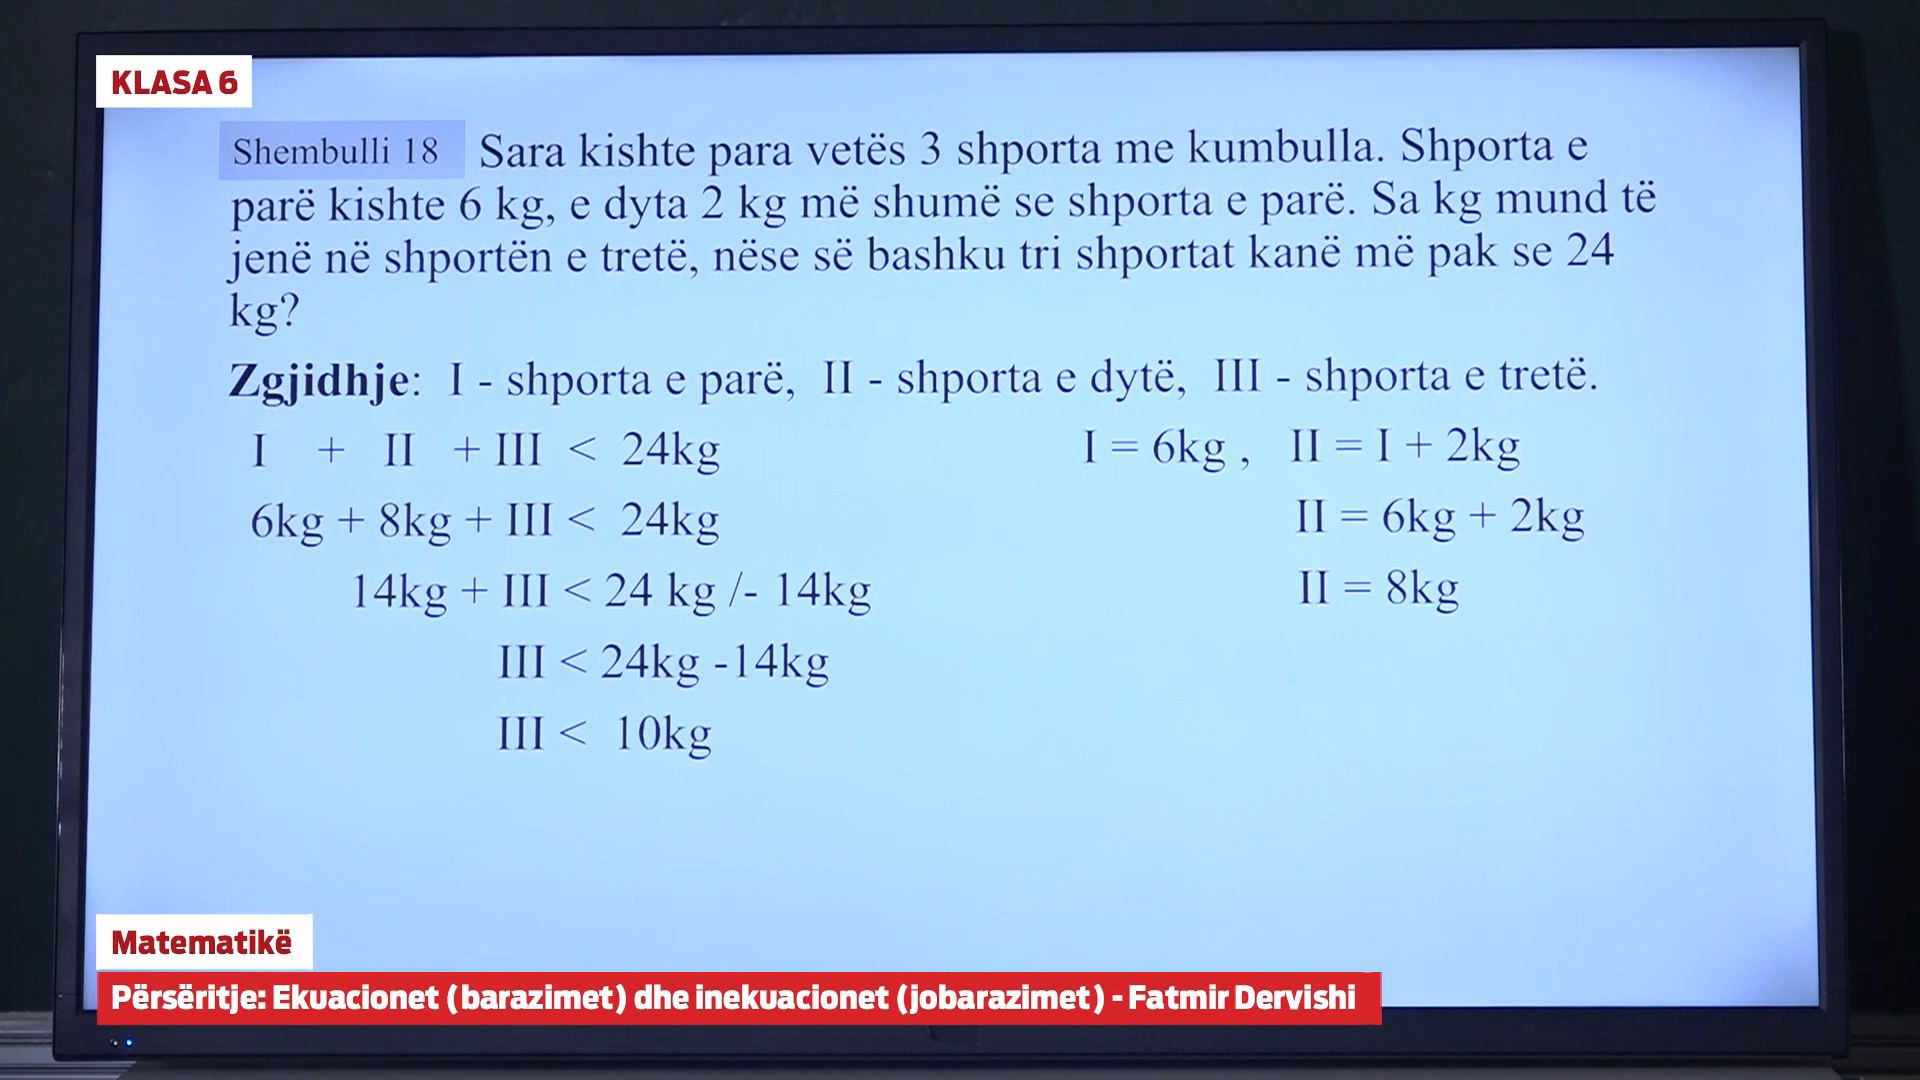 KLASA 6
Shembulli 18 Sara kishte para vetës 3 shporta me kumbulla. Shporta e
parë kishte 6 kg, e dyta 2 kg më shumë se shporta e parë. Sa kg mund të
jenë në shportën e tretë, nëse së bashku tri shportat kanë më pak se 24
kg?
Zgjidhje: I - shporta e parë, II - shporta e dytë, III - shporta e tretë.
I + II + III < 24kg I = 6kg , II = I + 2kg
6kg + 8kg + III < 24kg II = 6kg + 2kg
14kg + III < 24 kg /- 14kg II = 8kg
III < 24kg -14kg
III < 10kg
Matematikë
Përsëritje: Ekuacionet (barazimet) dhe inekuacionet (jobarazimet) - Fatmir Dervishi